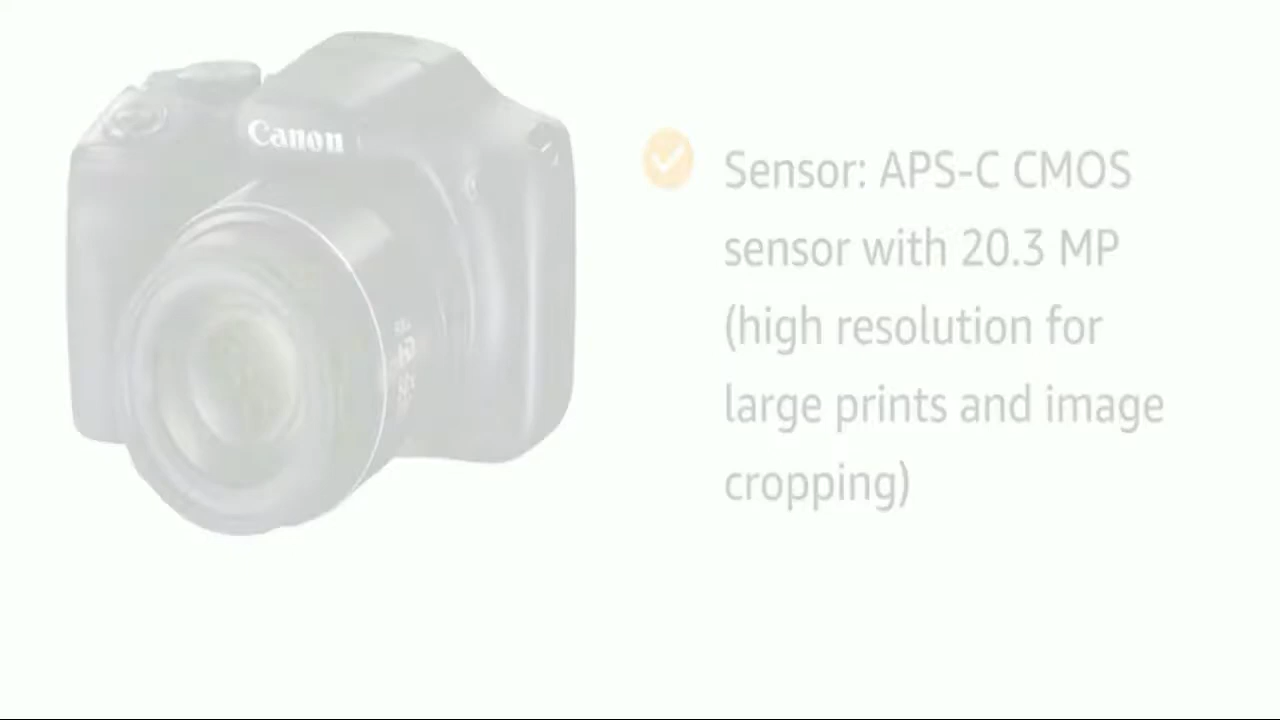 Canon
Sensor: APS-C CMOS
sensor with 20.3 MP
(high resolution for
large prints and image
cropping)